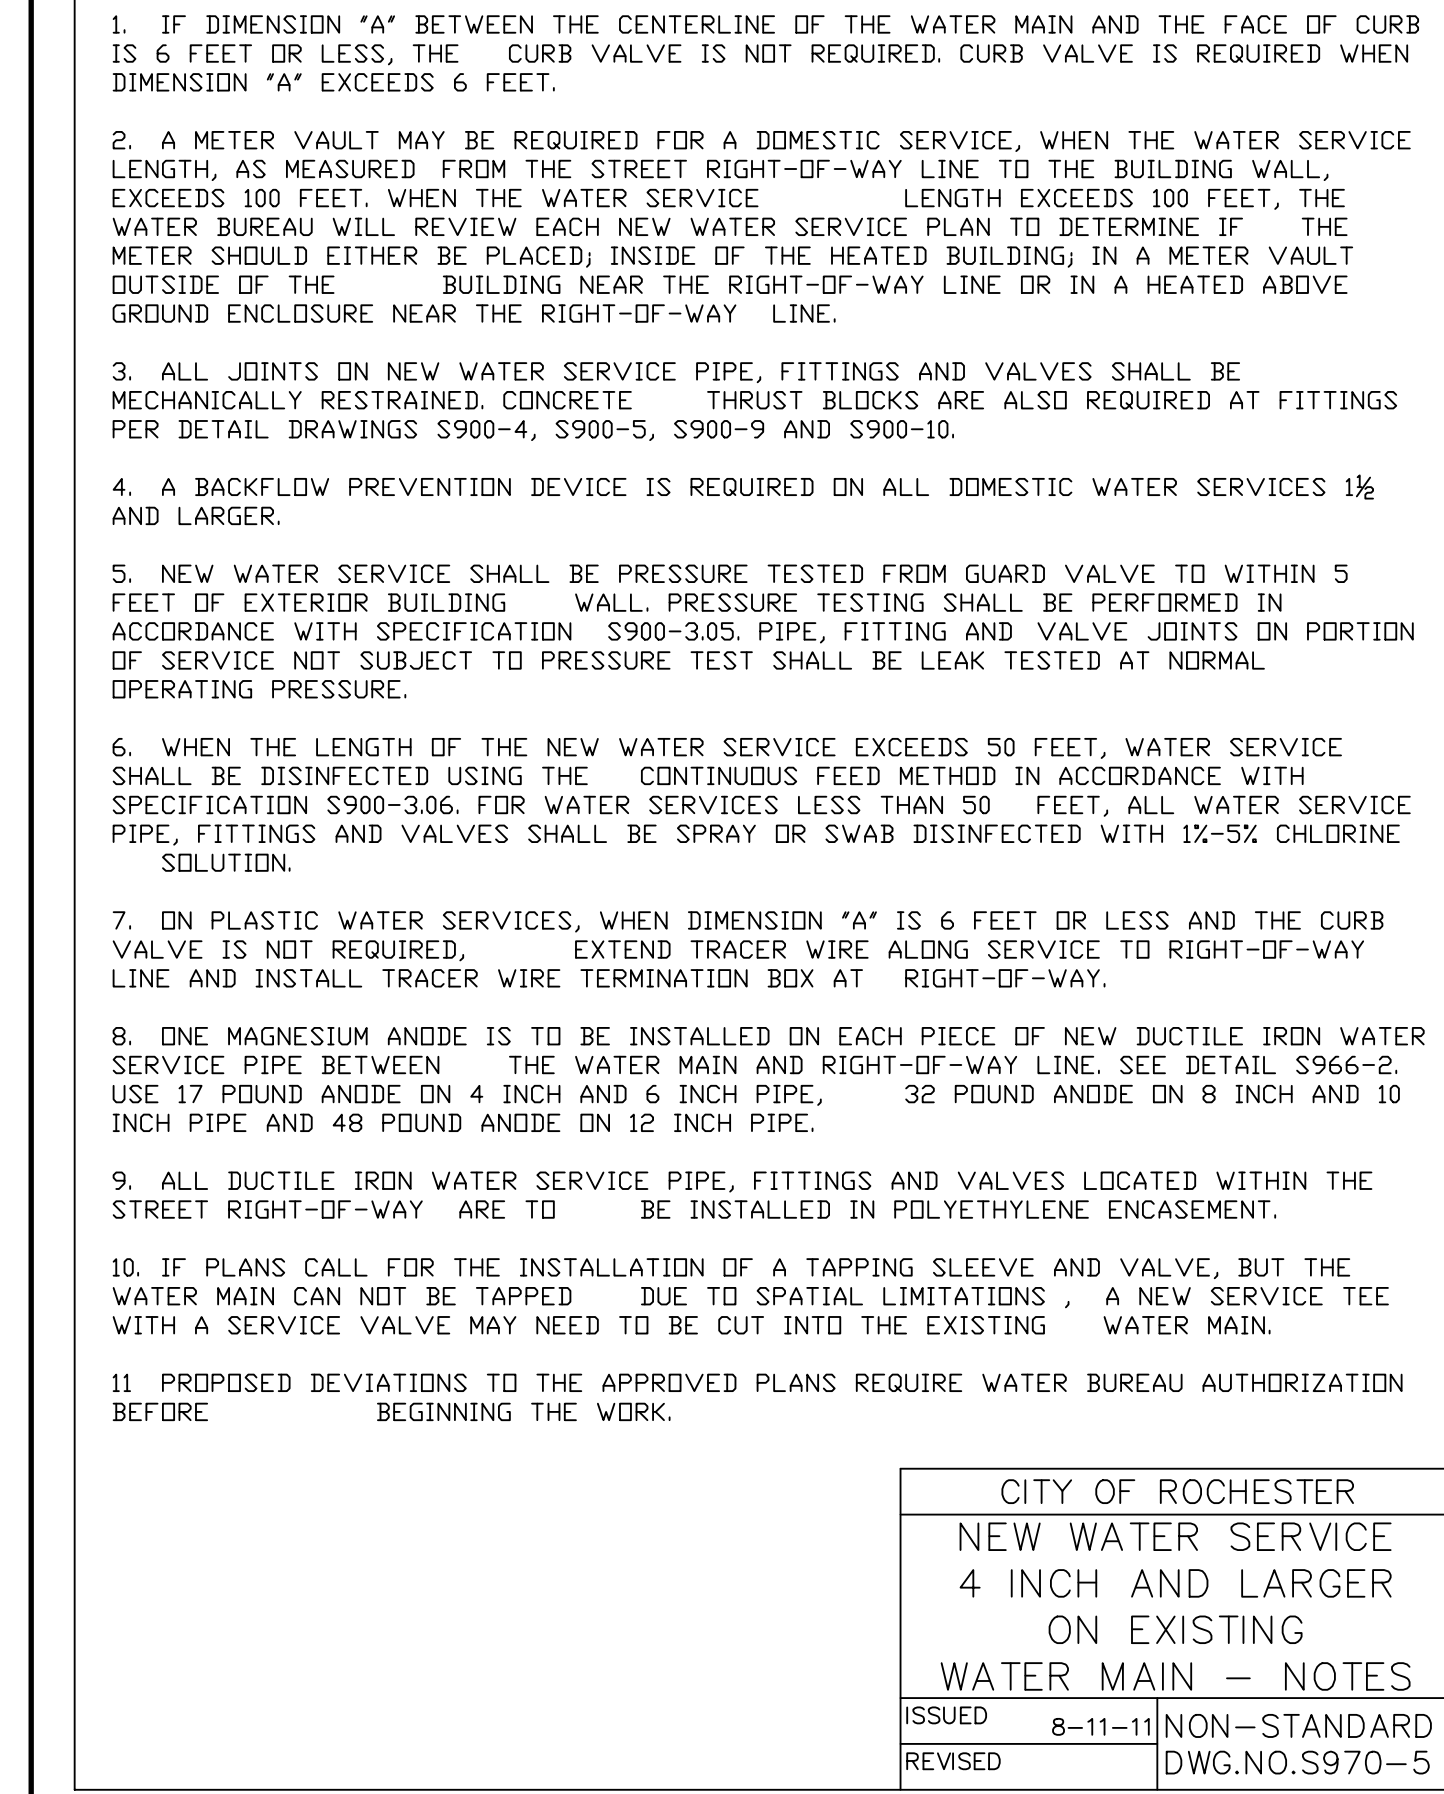 1. IF DIMENSION "A" BETWEEN THE CENTERLINE OF THE WATER MAIN AND THE FACE OF CURB
IS 6 FEET OR LESS, THE CURB VALVE IS NOT REQUIRED. CURB VALVE IS REQUIRED WHEN
DIMENSION "A" EXCEEDS 6 FEET.
2. A METER VAULT MAY BE REQUIRED FOR A DOMESTIC SERVICE, WHEN THE WATER SERVICE
LENGTH, AS MEASURED FROM THE STREET RIGHT-OF-WAY LINE TO THE BUILDING WALL,
EXCEEDS 100 FEET. WHEN THE WATER SERVICE LENGTH EXCEEDS 100 FEET, THE
WATER BUREAU WILL REVIEW EACH NEW WATER SERVICE PLAN TO DETERMINE IF THE
METER SHOULD EITHER BE PLACED; INSIDE OF THE HEATED BUILDING; IN A METER VAULT
OUTSIDE OF THE BUILDING NEAR THE RIGHT-OF-WAY LINE OR IN A HEATED ABOVE
GROUND ENCLOSURE NEAR THE RIGHT-OF-WAY LINE.
3. ALL JOINTS ON NEW WATER SERVICE PIPE, FITTINGS AND VALVES SHALL BE
MECHANICALLY RESTRAINED. CONCRETE THRUST BLOCKS ARE ALSO REQUIRED AT FITTINGS
PER DETAIL DRAWINGS S900-4, S900-5, S900-9 AND S900-10.
4. A BACKFLOW PREVENTION DEVICE IS REQUIRED ON ALL DOMESTIC WATER SERVICES 1½
AND LARGER.
5. NEW WATER SERVICE SHALL BE PRESSURE TESTED FROM GUARD VALVE TO WITHIN 5
FEET OF EXTERIOR BUILDING WALL. PRESSURE TESTING SHALL BE PERFORMED IN
ACCORDANCE WITH SPECIFICATION S900-3.05. PIPE, FITTING AND VALVE JOINTS ON PORTION
OF SERVICE NOT SUBJECT TO PRESSURE TEST SHALL BE LEAK TESTED AT NORMAL
OPERATING PRESSURE.
6. WHEN THE LENGTH OF THE NEW WATER SERVICE EXCEEDS 50 FEET, WATER SERVICE
SHALL BE DISINFECTED USING THE CONTINUOUS FEED METHOD IN ACCORDANCE WITH
SPECIFICATION S900-3.06. FOR WATER SERVICES LESS THAN 50 FEET, ALL WATER SERVICE
PIPE, FITTINGS AND VALVES SHALL BE SPRAY OR SWAB DISINFECTED WITH 1%-5% CHLORINE
SOLUTION.
7. ON PLASTIC WATER SERVICES, WHEN DIMENSION "A" IS 6 FEET OR LESS AND THE CURB
VALVE IS NOT REQUIRED, EXTEND TRACER WIRE ALONG SERVICE TO RIGHT-OF-WAY
LINE AND INSTALL TRACER WIRE TERMINATION BOX AT RIGHT-OF-WAY.
8. ONE MAGNESIUM ANODE IS TO BE INSTALLED ON EACH PIECE OF NEW DUCTILE IRON WATER
SERVICE PIPE BETWEEN THE WATER MAIN AND RIGHT-OF-WAY LINE. SEE DETAIL S966-2.
USE 17 POUND ANODE ON 4 INCH AND 6 INCH PIPE, 32 POUND ANODE ON 8 INCH AND 10
INCH PIPE AND 48 POUND ANODE ON 12 INCH PIPE.
9. ALL DUCTILE IRON WATER SERVICE PIPE, FITTINGS AND VALVES LOCATED WITHIN THE
STREET RIGHT-OF-WAY ARE TO BE INSTALLED IN POLYETHYLENE ENCASEMENT.
10. IF PLANS CALL FOR THE INSTALLATION OF A TAPPING SLEEVE AND VALVE, BUT THE
WATER MAIN CAN NOT BE TAPPED DUE TO SPATIAL LIMITATIONS , A NEW SERVICE TEE
WITH A SERVICE VALVE MAY NEED TO BE CUT INTO THE EXISTING WATER MAIN.
11 PROPOSED DEVIATIONS TO THE APPROVED PLANS REQUIRE WATER BUREAU AUTHORIZATION
BEFORE BEGINNING THE WORK.
CITY OF ROCHESTER
NEW WATER SERVICE
4 INCH AND LARGER
ON EXISTING
WATER MAIN - NOTES
ISSUED 8-11-11
REVISED
NON-STANDARD
DWG.NO.S970-5